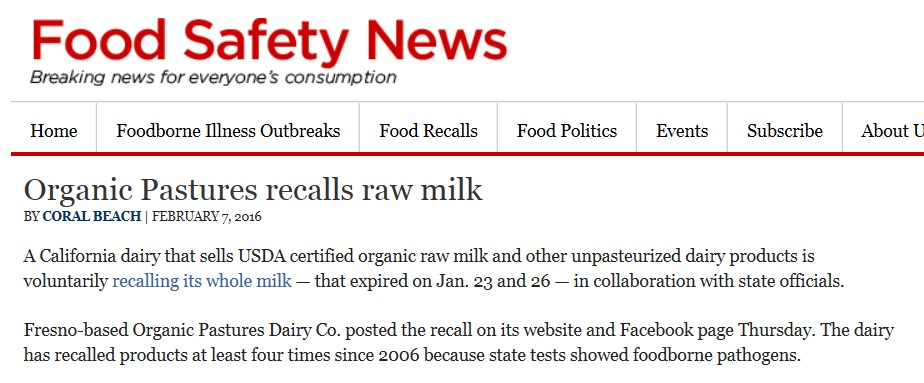 Food Safety News
Breaking news for everyone's consumption
Home Foodborne Illness Outbreaks Food Recalls Food Politics Events Subscribe About U
Organic Pastures recalls raw milk
BY CORAL BEACH | FEBRUARY 7, 2016
A California dairy that sells USDA certified organic raw milk and other unpasteurized dairy products is
voluntarily recalling its whole milk — that expired on Jan. 23 and 26 — in collaboration with state officials.
Fresno-based Organic Pastures Dairy Co. posted the recall on its website and Facebook page Thursday. The dairy
has recalled products at least four times since 2006 because state tests showed foodborne pathogens.